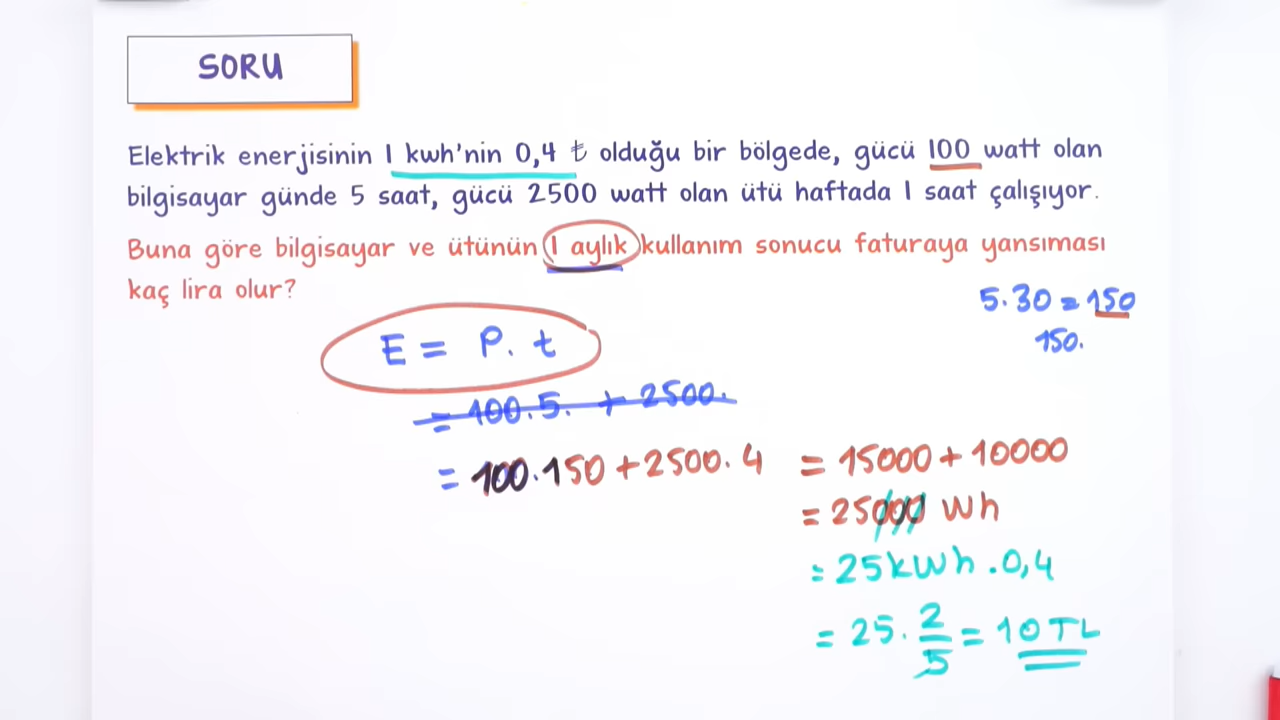 SORU
Elektrik enerjisinin 1 kwh'nin 0,4 ₺ olduğu bir bölgede, gücü 100 watt olan
bilgisayar günde 5 saat, gücü 2500 watt olan ütü haftada 1 saat çalışıyor.
Buna göre bilgisayar ve ütünün 1 aylık kullanım sonucu faturaya yansıması
kaç lira olur?
5.30 = 150
150.
E = P. t
= 100.5. + 2500.
= 100.150 + 2500.4 = 15000 + 10000
= 25000 Wh
= 25kWh .0,4
= 25. 2/5 = 10TL